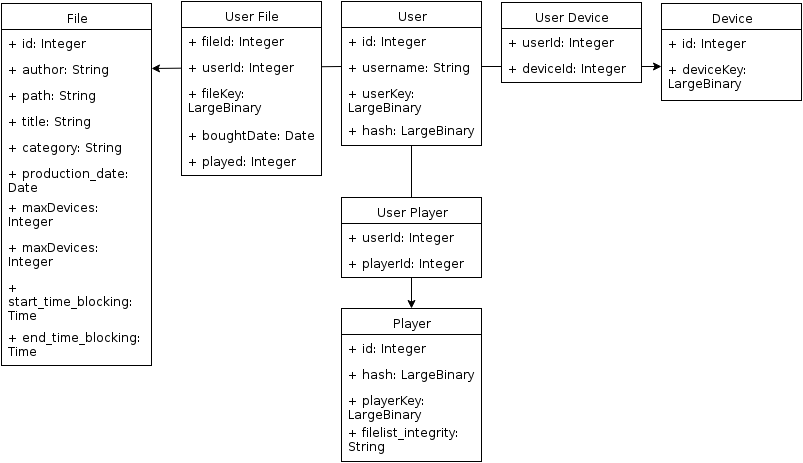 File
+ id: Integer
+ author: String
+ path: String
+ title: String
+ category: String
+ production_date:
Date
+ maxDevices:
Integer
+ maxDevices:
Integer
+
start_time_blocking:
Time
+ end_time_blocking:
Time
User File
+ fileId: Integer
+ userId: Integer
+ fileKey:
LargeBinary
+ boughtDate: Date
+ played: Integer
User
+ id: Integer
+ username: String
+ userKey:
LargeBinary
+ hash: LargeBinary
User Device
+ userId: Integer
+ deviceId: Integer
Device
+ id: Integer
+ deviceKey:
LargeBinary
User Player
+ userId: Integer
+ playerId: Integer
Player
+ id: Integer
+ hash: LargeBinary
+ playerKey:
LargeBinary
+ filelist_integrity:
String